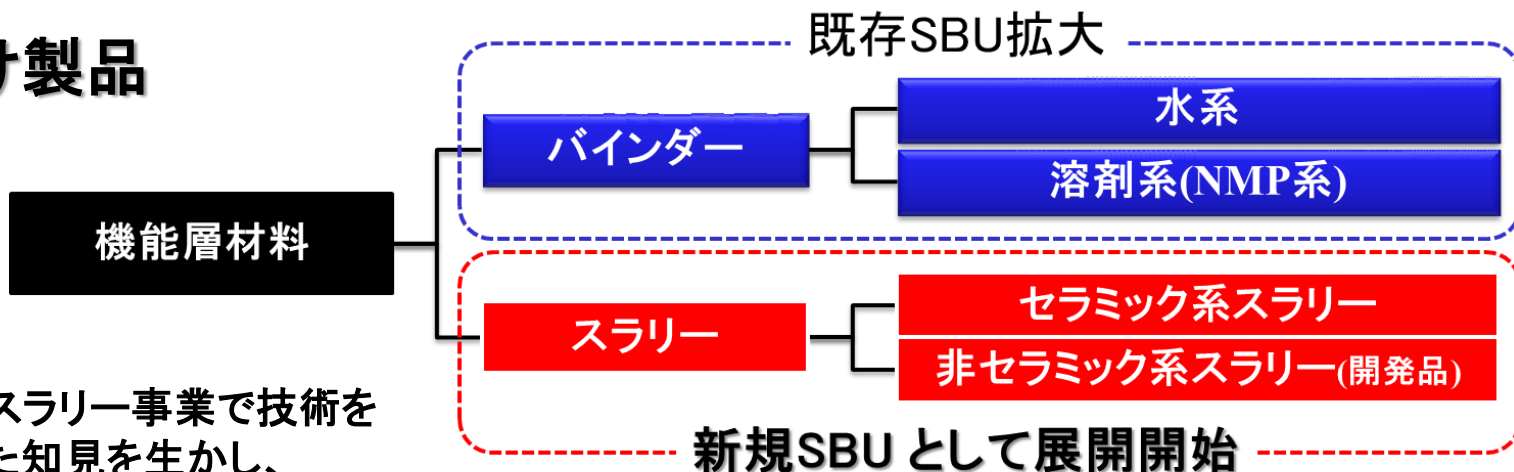 け製品
既存SBU拡大
バインダー
水系
溶剤系(NMP系)
機能層材料
スラリー
セラミック系スラリー
非セラミック系スラリー(開発品)
新規SBU として展開開始
スラリー事業で技術を
た知見を生かし、